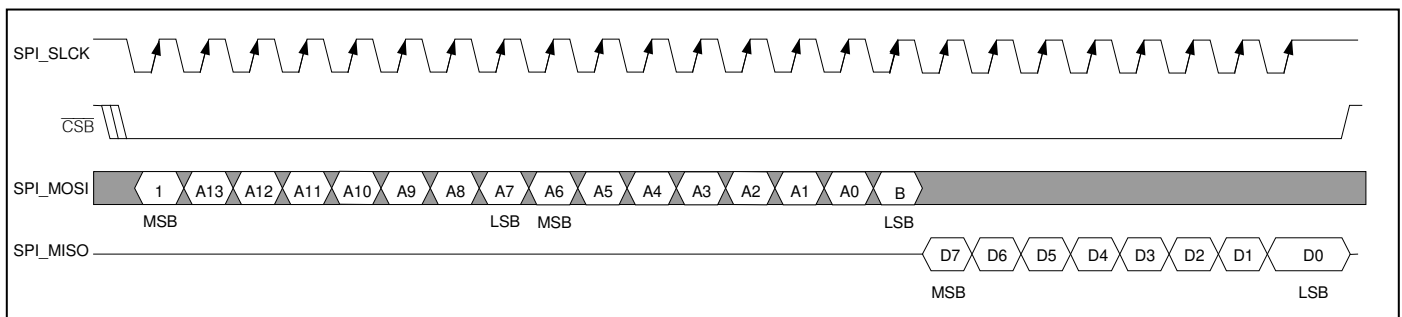 SPI_SLCK
CSB
SPI_MOSI 1 A13 A12 A11 A10 A9 A8 A7 A6 A5 A4 A3 A2 A1 A0 B
MSB LSB MSB LSB
SPI_MISO D7 D6 D5 D4 D3 D2 D1 D0
MSB LSB